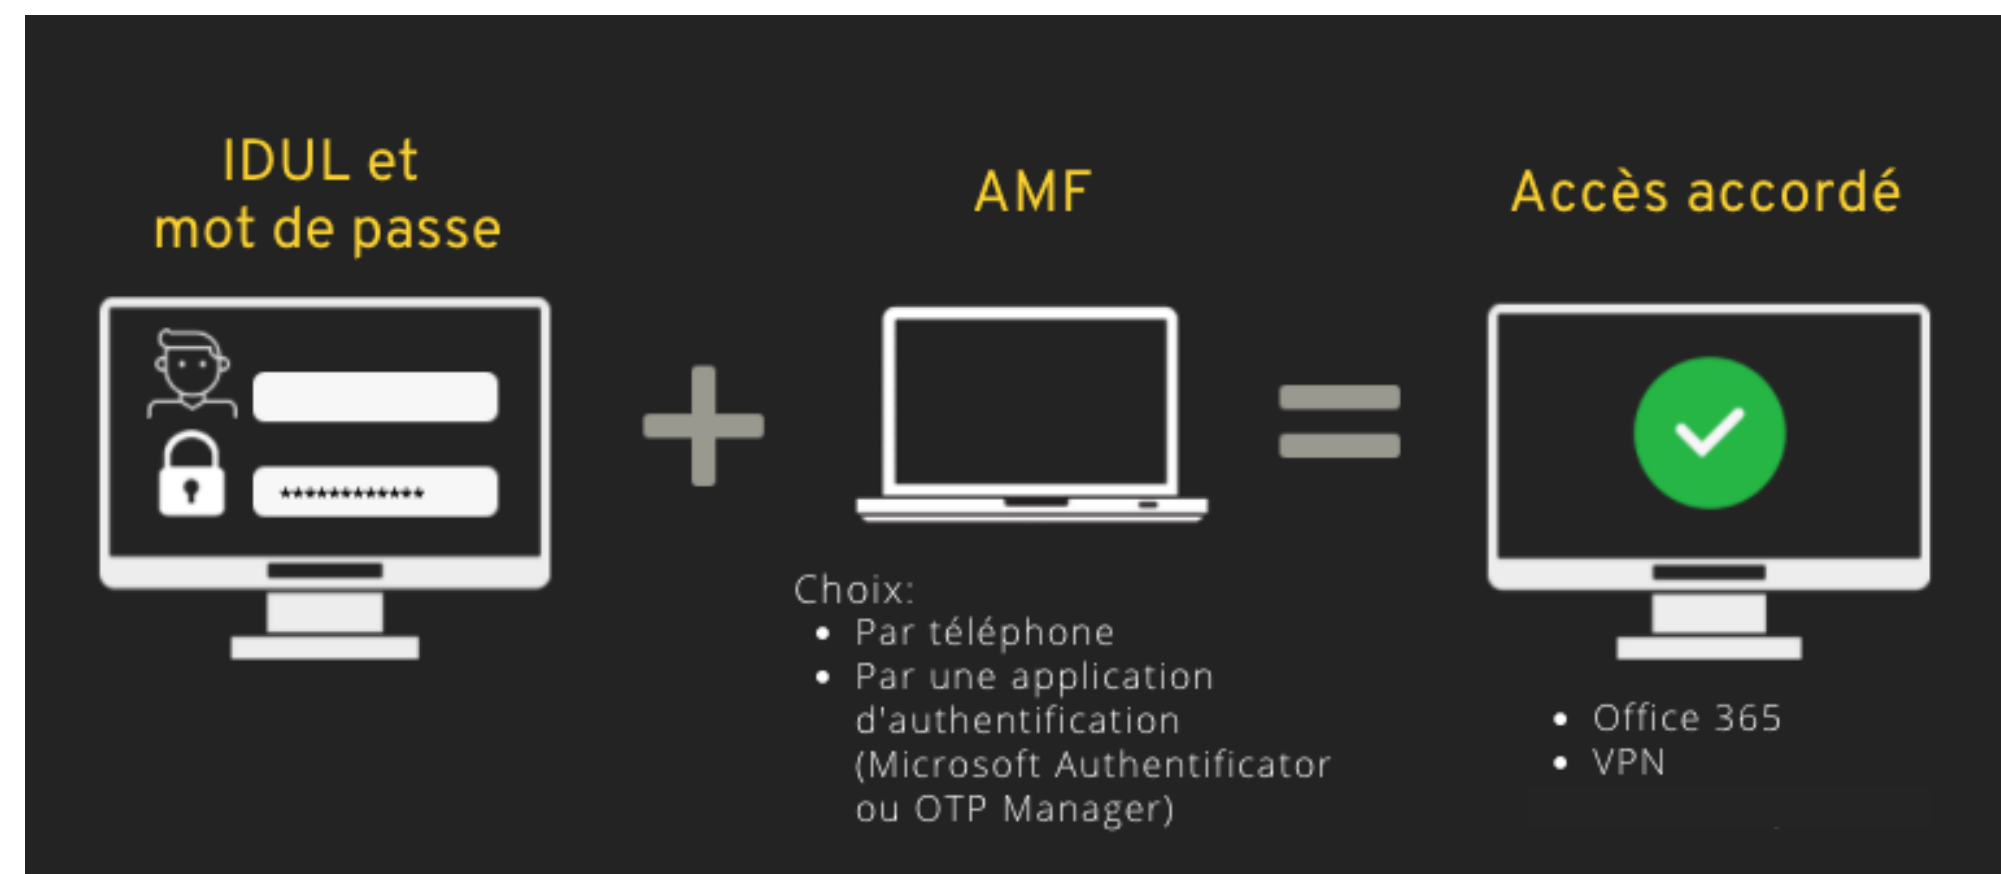 IDUL et
mot de passe
************
AMF
Choix:
• Par téléphone
• Par une application
d'authentification
(Microsoft Authentificator
ou OTP Manager)
Accès accordé
• Office 365
• VPN